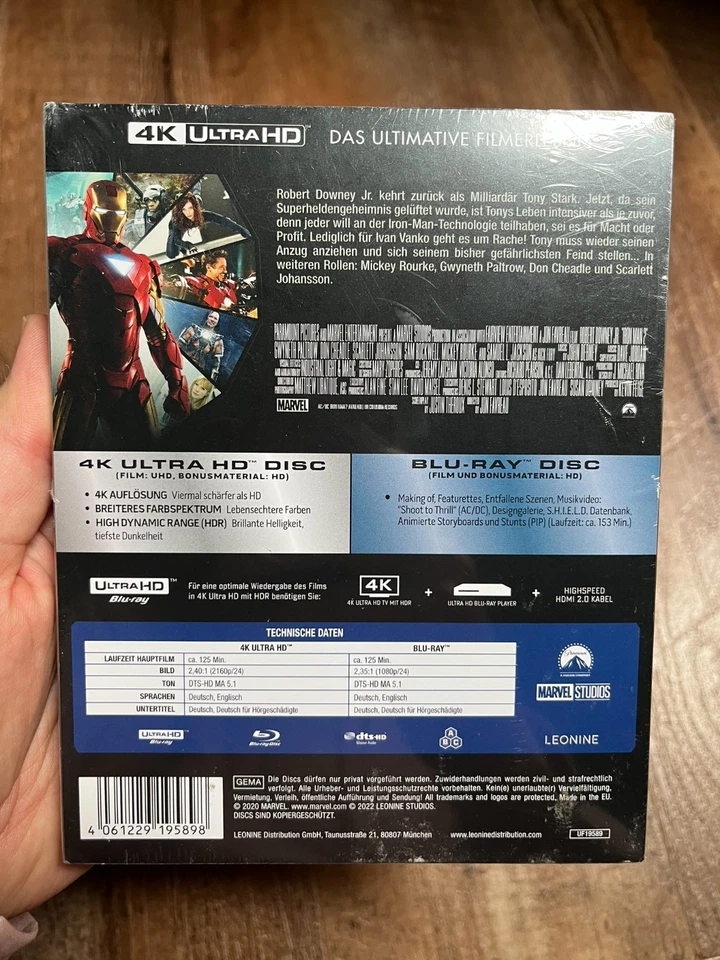 4K ULTRA HD™ DAS ULTIMATIVE
Robert Downey Jr. kehrt zurück als Milliardär Tony Stark. Jetzt, da sein
Superheldengeheimnis gelüftet wurde, ist Tonys Leben intensiver als je zuvor,
denn jeder will an der Iron-Man-Technologie teilhaben, sei es für Macht oder
Profit. Lediglich für Ivan Vanko geht es um Rache! Tony muss wieder seinen
Anzug anziehen und sich seinem bisher gefährlichsten Feind stellen... In
weiteren Rollen: Mickey Rourke, Gwyneth Paltrow, Don Cheadle und Scarlett
Johansson.
MARVEL
4K ULTRA HD™ DISC
(FILM: UHD, BONUSMATERIAL: HD)
• 4K AUFLÖSUNG Viermal schärfer als HD
• BREITERES FARBSPEKTRUM Lebensechtere Farben
• HIGH DYNAMIC RANGE (HDR) Brillante Helligkeit,
tiefste Dunkelheit
BLU-RAY™ DISC
(FILM UND BONUSMATERIAL: HD)
• Making of, Featurettes, Entfallene Szenen, Musikvideo:
"Shoot to Thrill" (AC/DC), Designgalerie, S.H.I.E.L.D. Datenbank,
Animierte Storyboards und Stunts (PIP) (Laufzeit: ca. 153 Min.)
ULTRA HD™
Blu-ray
Für eine optimale Wiedergabe des Films
in 4K Ultra HD mit HDR benötigen Sie:
4K
4K ULTRA HD TV MIT HDR
+
ULTRA HD BLU-RAY PLAYER
+
HIGHSPEED
HDMI 2.0 KABEL
TECHNISCHE DATEN
4K ULTRA HD™ BLU-RAY™
LAUFZEIT HAUPTFILM ca. 125 Min. ca. 125 Min.
BILD 2,40:1 (2160p/24) 2,35:1 (1080p/24)
TON DTS-HD MA 5.1 DTS-HD MA 5.1
SPRACHEN Deutsch, Englisch Deutsch, Englisch
UNTERTITEL Deutsch, Deutsch für Hörgeschädigte Deutsch, Deutsch für Hörgeschädigte
Paramount
MARVEL STUDIOS
ULTRA HD Blu-ray
Blu-ray Disc
dts-HD Master Audio
A B C
LEONINE
GEMA Die Discs dürfen nur privat vorgeführt werden. Zuwiderhandlungen werden zivil- und strafrechtlich
verfolgt. Alle Urheber- und Leistungsschutzrechte vorbehalten. Kein(e) unerlaubte(r) Vervielfältigung,
Vermietung, Verleih, öffentliche Aufführung und Sendung! All trademarks and logos are protected. Made in the EU.
© 2020 MARVEL. www.marvel.com © 2022 LEONINE STUDIOS.
DISCS SIND KOPIERGESCHÜTZT.
4 061229 195898
LEONINE Distribution GmbH, Taunusstraße 21, 80807 München www.leoninedistribution.com UF19589